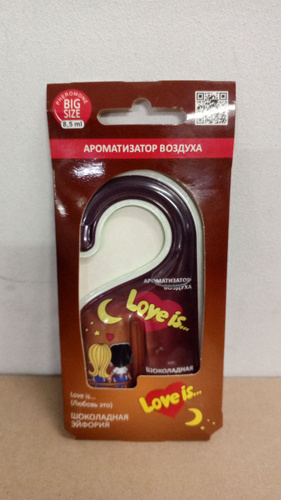 PHEROMONE
BIG
SIZE
8,5 ml
АРОМАТИЗАТОР ВОЗДУХА
АРОМАТИЗАТОР
ВОЗДУХА
Love is...
ШОКОЛАДНАЯ
Love is...
(Любовь это)
ШОКОЛАДНАЯ
ЭЙФОРИЯ
Love is...